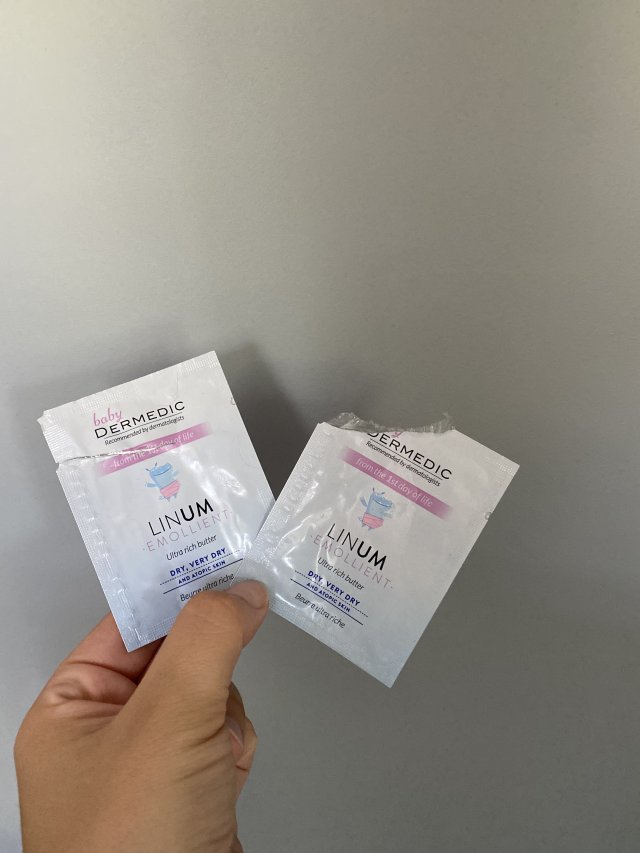 baby
DERMEDIC
Recommended by dermatologists
from the 1st day of life
LINUM
·EMOLLIENT·
Ultra rich butter
DRY, VERY DRY
AND ATOPIC SKIN
Beurre ultra riche
DERMEDIC
Recommended by dermatologists
from the 1st day of life
LINUM
·EMOLLIENT·
Ultra rich butter
DRY, VERY DRY
AND ATOPIC SKIN
Beurre ultra riche